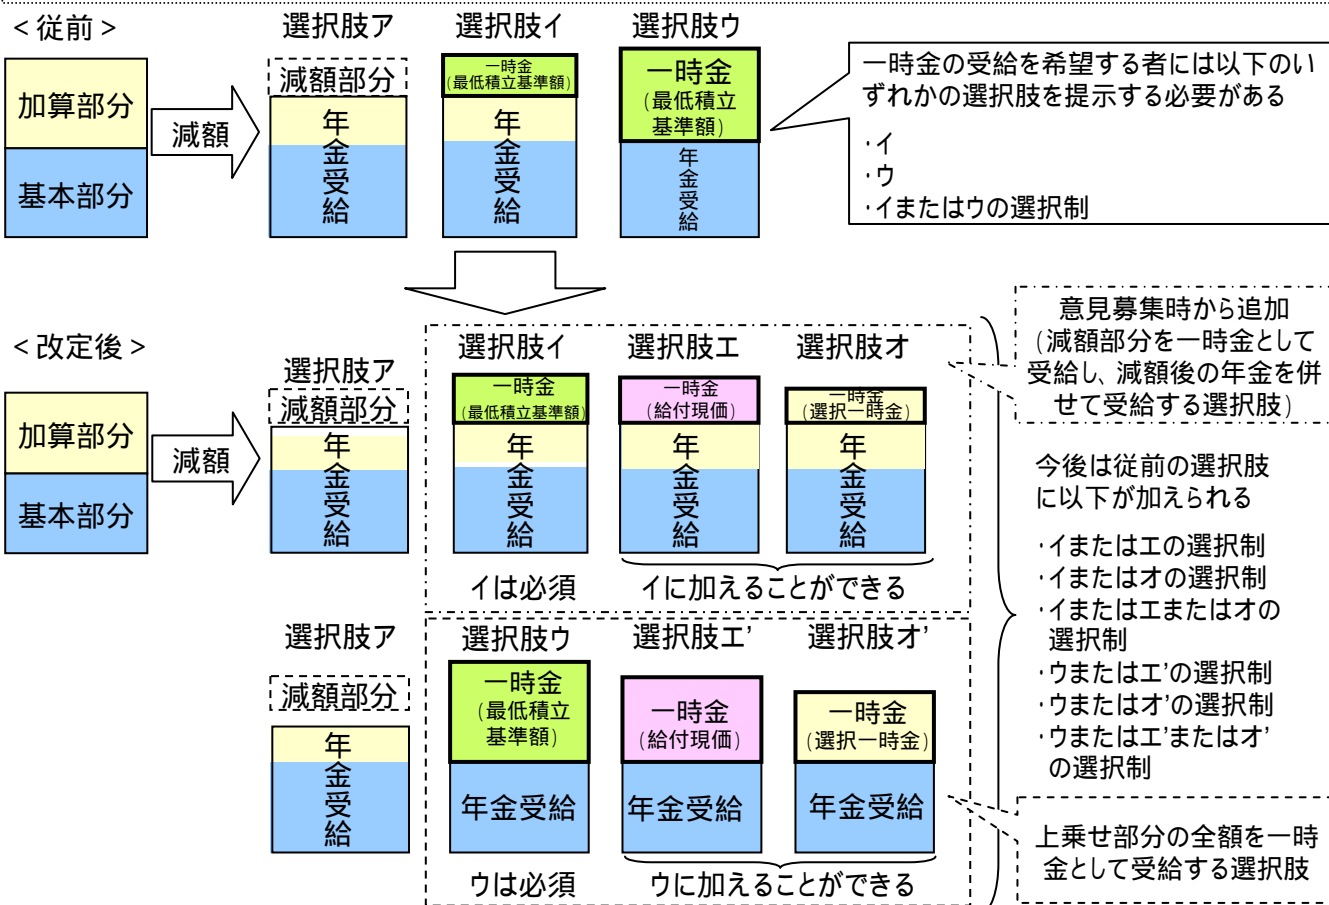 ＜従前＞
選択肢ア
選択肢イ
選択肢ウ
加算部分
基本部分
減額
減額部分
年金受給
一時金
(最低積立基準額)
年金受給
一時金
(最低積立
基準額)
年金受給
一時金の受給を希望する者には以下のい
ずれかの選択肢を提示する必要がある
・イ
・ウ
・イまたはウの選択制
＜改定後＞
加算部分
基本部分
減額
選択肢ア
減額部分
年金受給
選択肢イ
一時金
(最低積立基準額)
年金受給
選択肢エ
一時金
(給付現価)
年金受給
選択肢オ
一時金
(選択一時金)
年金受給
イは必須
イに加えることができる
意見募集時から追加
(減額部分を一時金として
受給し、減額後の年金を併
せて受給する選択肢)
今後は従前の選択肢
に以下が加えられる
・イまたはエの選択制
・イまたはオの選択制
・イまたはエまたはオの
選択制
・ウまたはエ'の選択制
・ウまたはオ'の選択制
・ウまたはエ'またはオ'
の選択制
選択肢ア
減額部分
年金受給
選択肢ウ
一時金
(最低積立
基準額)
年金受給
選択肢エ'
一時金
(給付現価)
年金受給
選択肢オ'
一時金
(選択一時金)
年金受給
ウは必須
ウに加えることができる
上乗せ部分の全額を一時
金として受給する選択肢